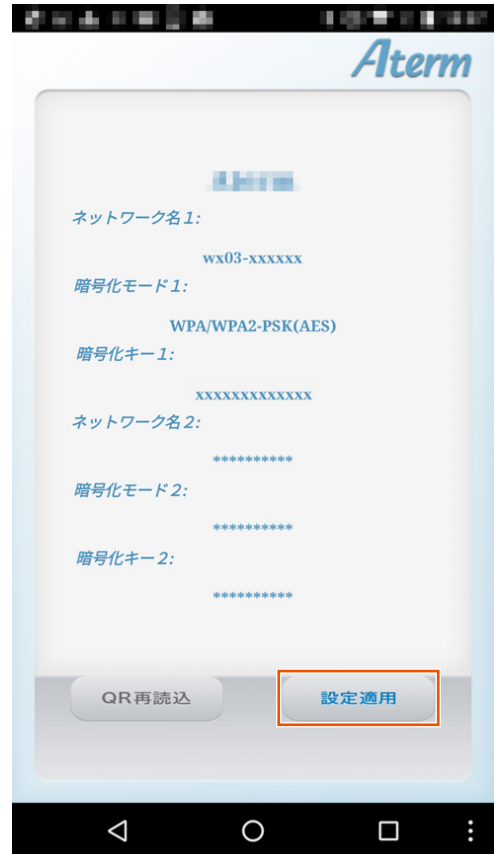 Aterm
ネットワーク名１:
wx03-xxxxxx
暗号化モード１:
WPA/WPA2-PSK(AES)
暗号化キー１:
xxxxxxxxxxxxx
ネットワーク名２:
**********
暗号化モード２:
**********
暗号化キー２:
**********
QR再読込
設定適用